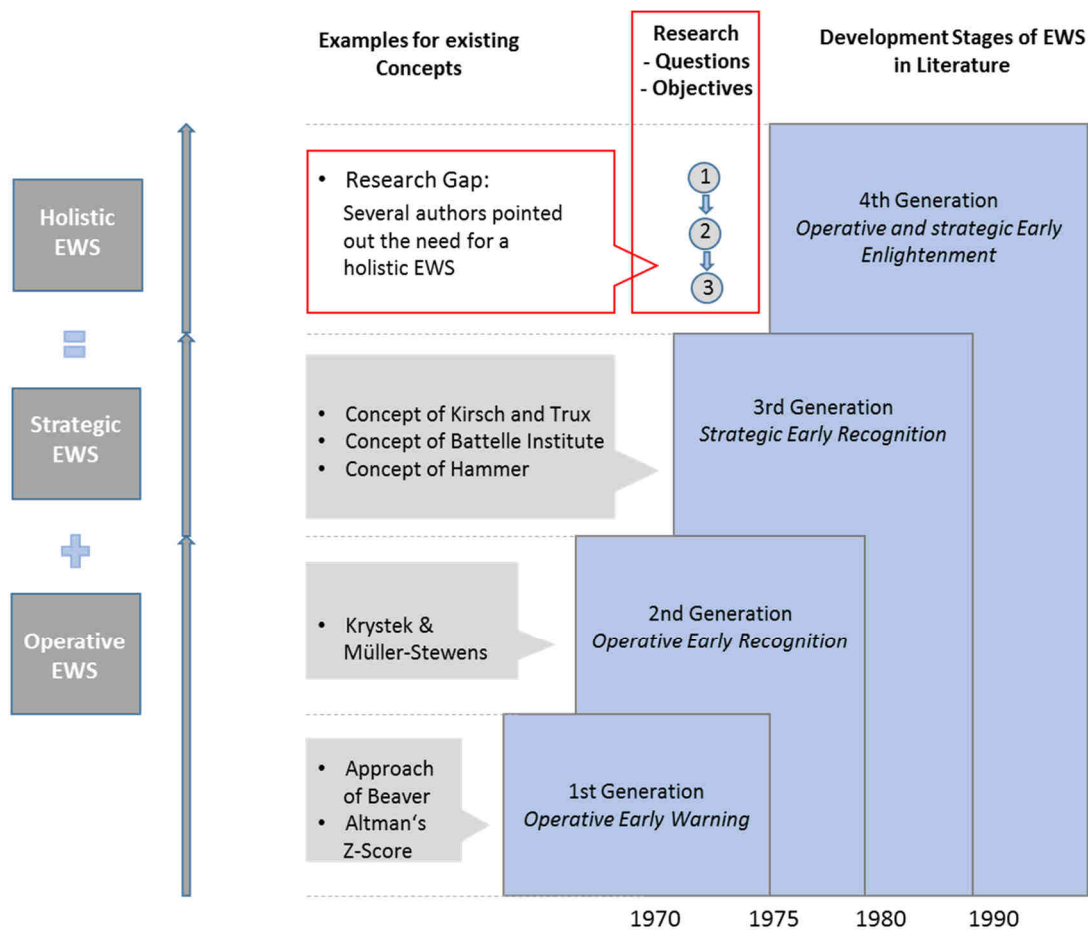 Examples for existing
Concepts
Research
- Questions
- Objectives
Development Stages of EWS
in Literature
Holistic
EWS
• Research Gap:
Several authors pointed
out the need for a
holistic EWS
1
2
3
4th Generation
Operative and strategic Early
Enlightenment
=
Strategic
EWS
• Concept of Kirsch and Trux
• Concept of Battelle Institute
• Concept of Hammer
3rd Generation
Strategic Early Recognition
+
Operative
EWS
• Krystek &
Müller-Stewens
2nd Generation
Operative Early Recognition
• Approach
of Beaver
• Altman‘s
Z-Score
1st Generation
Operative Early Warning
1970
1975
1980
1990